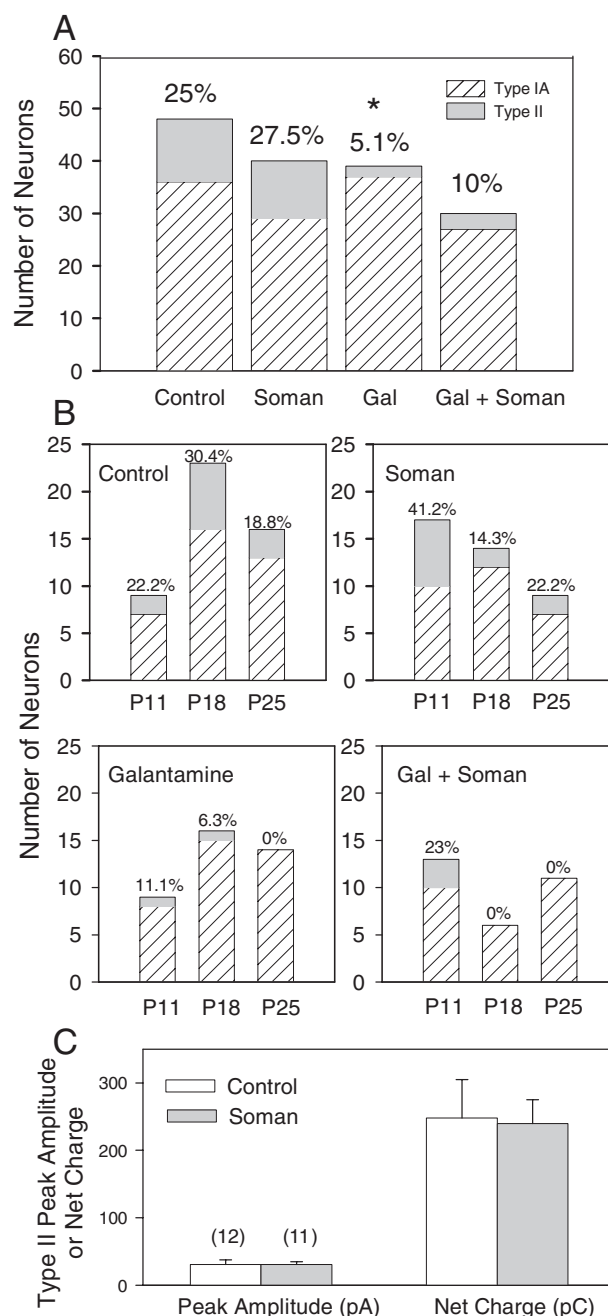 A
Number of Neurons
60
50
40
30
20
10
0
25%
27.5%
*
5.1%
10%
Type IA
Type II
Control Soman Gal Gal + Soman
B
Number of Neurons
25
20
15
10
5
0
Control
22.2%
30.4%
18.8%
P11 P18 P25
25
20
15
10
5
0
Soman
41.2%
14.3%
22.2%
P11 P18 P25
25
20
15
10
5
0
Galantamine
11.1%
6.3%
0%
P11 P18 P25
25
20
15
10
5
0
Gal + Soman
23%
0%
0%
P11 P18 P25
C
Type II Peak Amplitude
or Net Charge
300
200
100
0
Control
Soman
(12) (11)
Peak Amplitude (pA) Net Charge (pC)